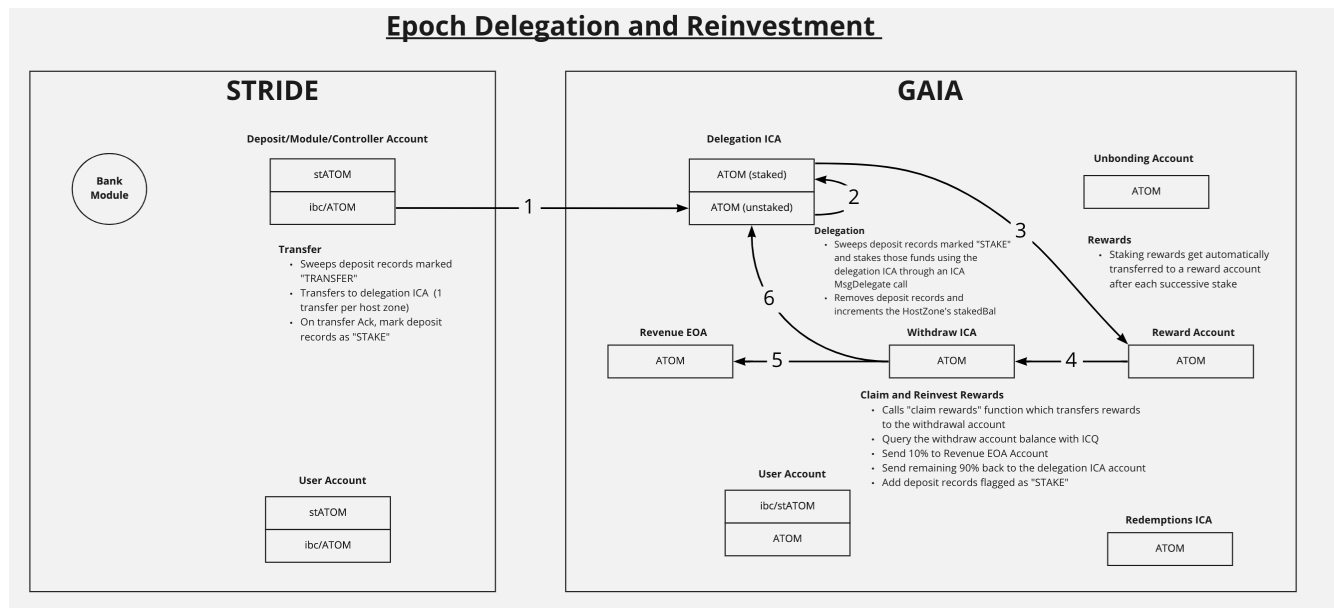 Epoch Delegation and Reinvestment
STRIDE
Bank
Module
Deposit/Module/Controller Account
stATOM
ibc/ATOM
1
Transfer
• Sweeps deposit records marked
"TRANSFER"
• Transfers to delegation ICA (1
transfer per host zone)
• On transfer Ack, mark deposit
records as "STAKE"
User Account
stATOM
ibc/ATOM
GAIA
Delegation ICA
ATOM (staked)
ATOM (unstaked)
2
Delegation
• Sweeps deposit records marked "STAKE"
and stakes those funds using the
delegation ICA through an ICA
MsgDelegate call
• Removes deposit records and
increments the HostZone's stakedBal
3
Unbonding Account
ATOM
Rewards
• Staking rewards get automatically
transferred to a reward account
after each successive stake
6
Revenue EOA
ATOM
5
Withdraw ICA
ATOM
4
Reward Account
ATOM
Claim and Reinvest Rewards
• Calls "claim rewards" function which transfers rewards
to the withdrawal account
• Query the withdraw account balance with ICQ
• Send 10% to Revenue EOA Account
• Send remaining 90% back to the delegation ICA account
• Add deposit records flagged as "STAKE"
User Account
ibc/stATOM
ATOM
Redemptions ICA
ATOM